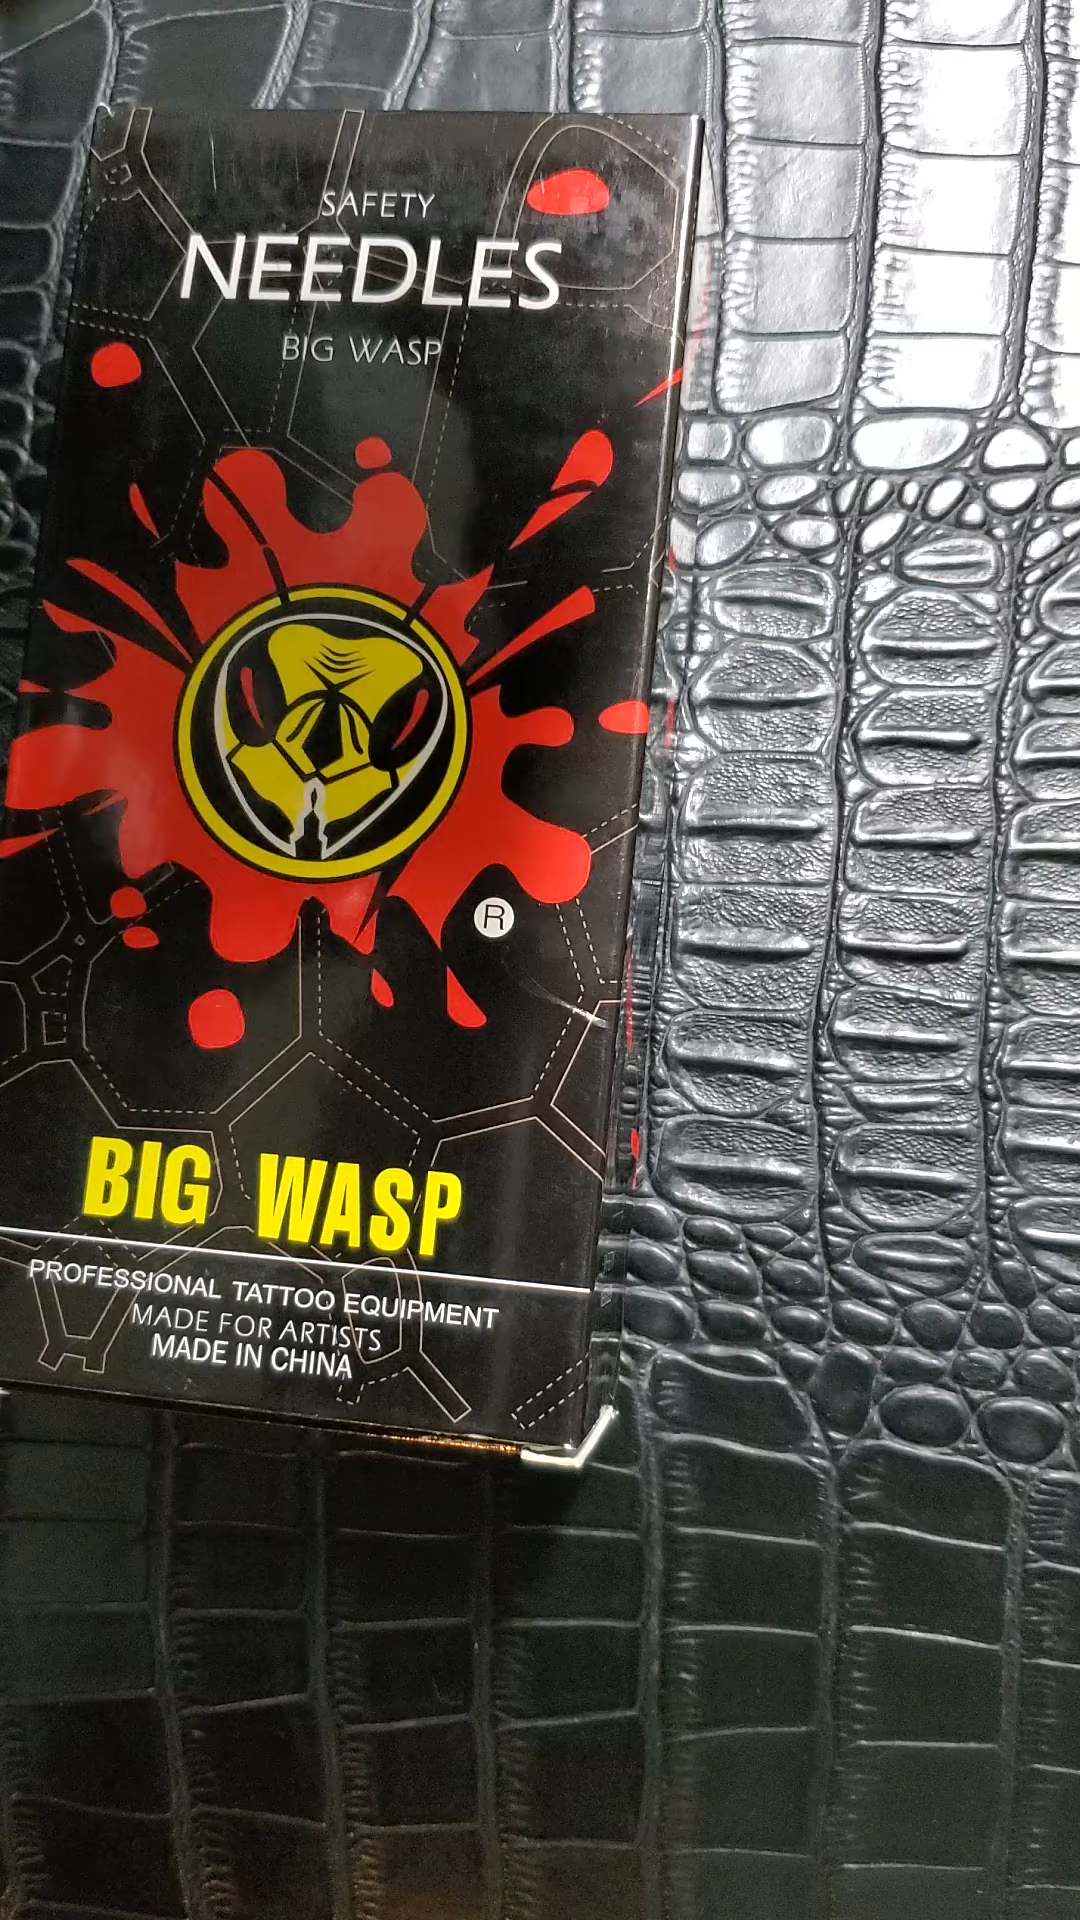 SAFETY
NEEDLES
BIG WASP
R
BIG WASP
PROFESSIONAL TATTOO EQUIPMENT
MADE FOR ARTISTS
MADE IN CHINA